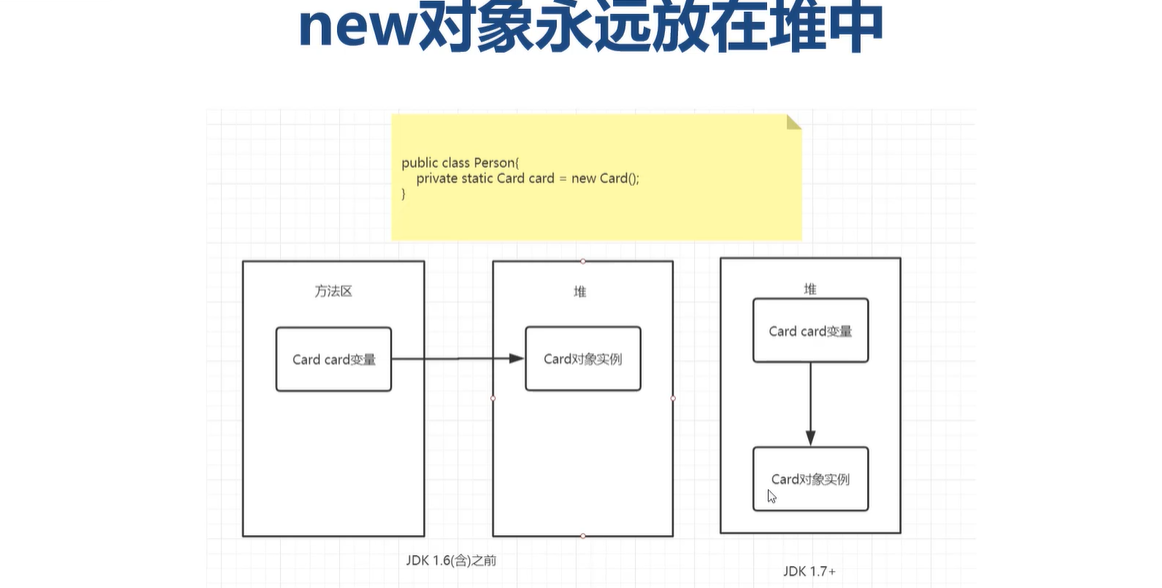 new对象永远放在堆中
public class Person{
private static Card card = new Card();
}
方法区
Card card变量
堆
Card对象实例
JDK 1.6(含)之前
堆
Card card变量
Card对象实例
JDK 1.7+